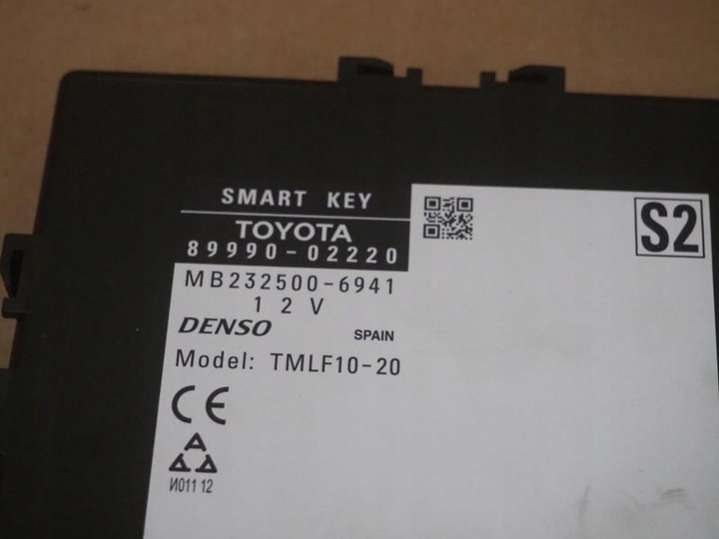 SMART KEY
TOYOTA
89990-02220
MB232500-6941
12V
DENSO SPAIN
Model: TMLF10-20
CE
И011 12
S2